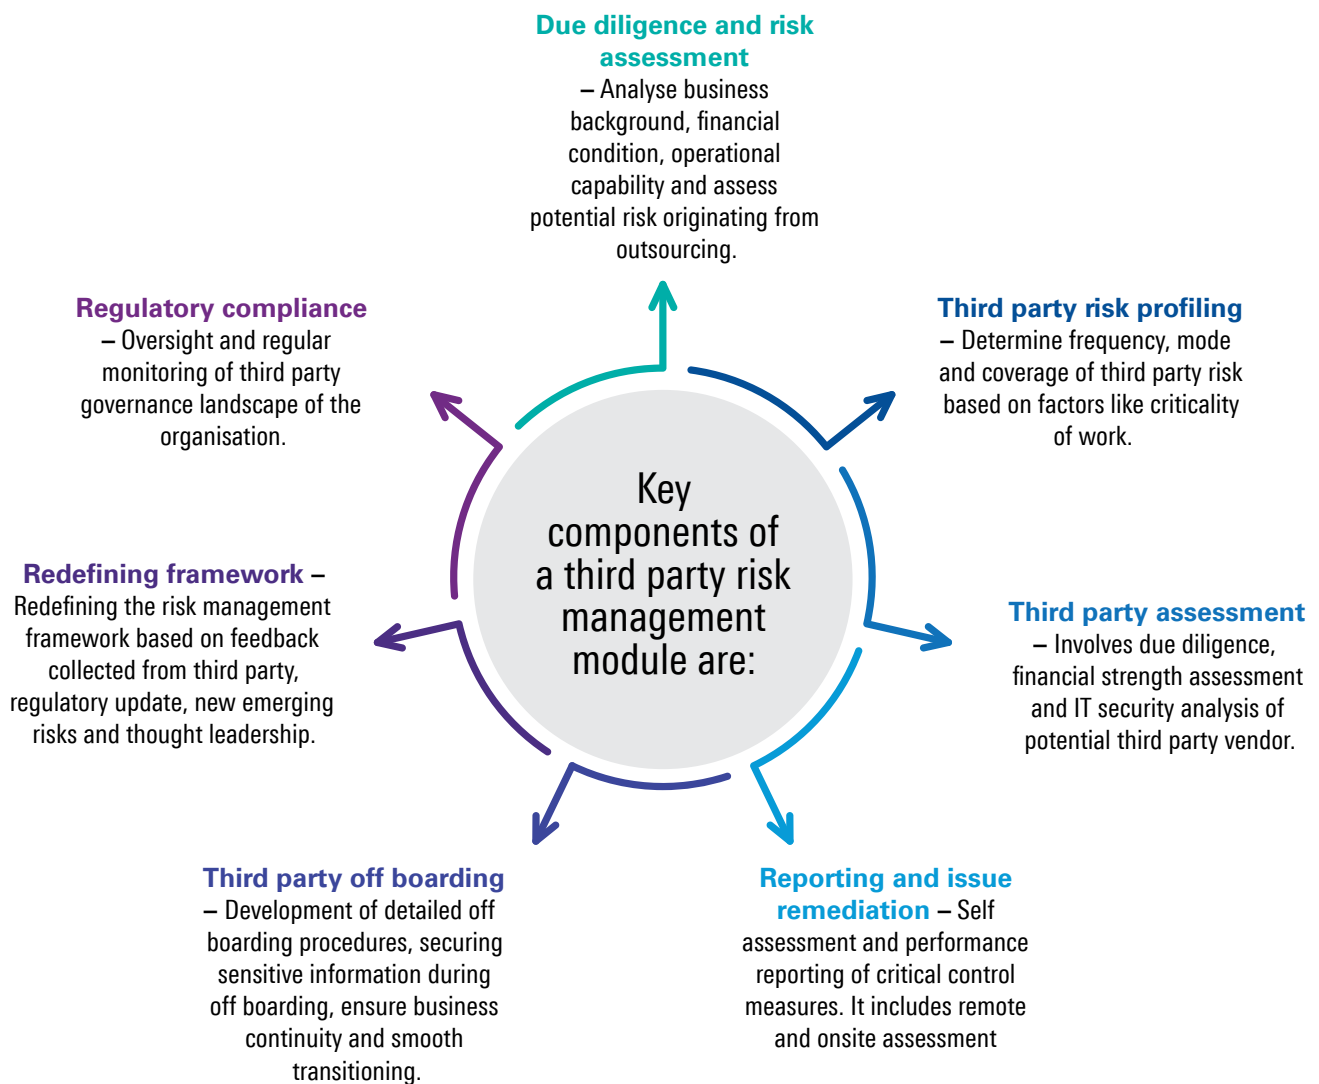 Due diligence and risk
assessment
– Analyse business
background, financial
condition, operational
capability and assess
potential risk originating from
outsourcing.
Third party risk profiling
– Determine frequency, mode
and coverage of third party risk
based on factors like criticality
of work.
Third party assessment
– Involves due diligence,
financial strength assessment
and IT security analysis of
potential third party vendor.
Reporting and issue
remediation – Self
assessment and performance
reporting of critical control
measures. It includes remote
and onsite assessment
Third party off boarding
– Development of detailed off
boarding procedures, securing
sensitive information during
off boarding, ensure business
continuity and smooth
transitioning.
Redefining framework –
Redefining the risk management
framework based on feedback
collected from third party,
regulatory update, new emerging
risks and thought leadership.
Regulatory compliance
– Oversight and regular
monitoring of third party
governance landscape of the
organisation.
Key
components of
a third party risk
management
module are: